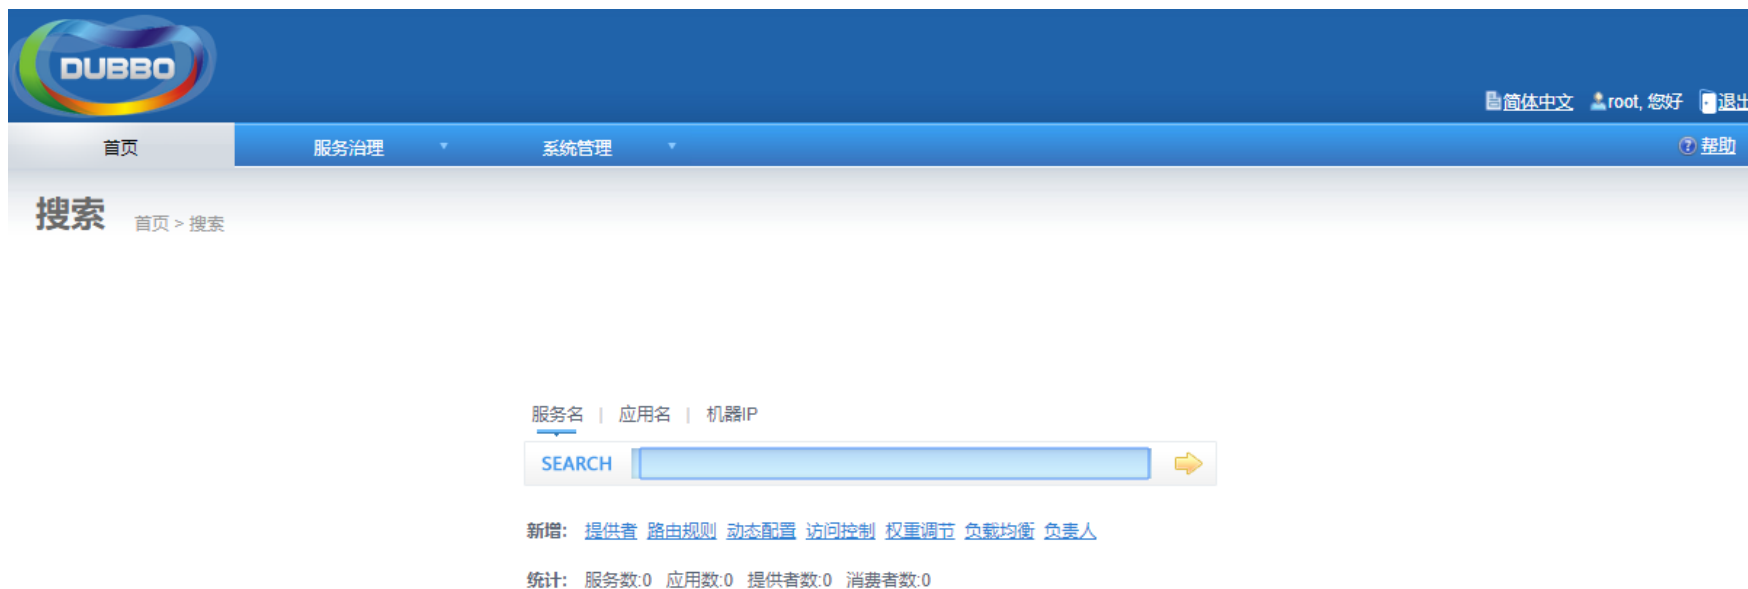 DUBBO
简体中文 root, 您好 退出
首页 服务治理 系统管理 帮助
搜索 首页 > 搜索
服务名 | 应用名 | 机器IP
SEARCH
新增: 提供者 路由规则 动态配置 访问控制 权重调节 负载均衡 负责人
统计: 服务数:0 应用数:0 提供者数:0 消费者数:0